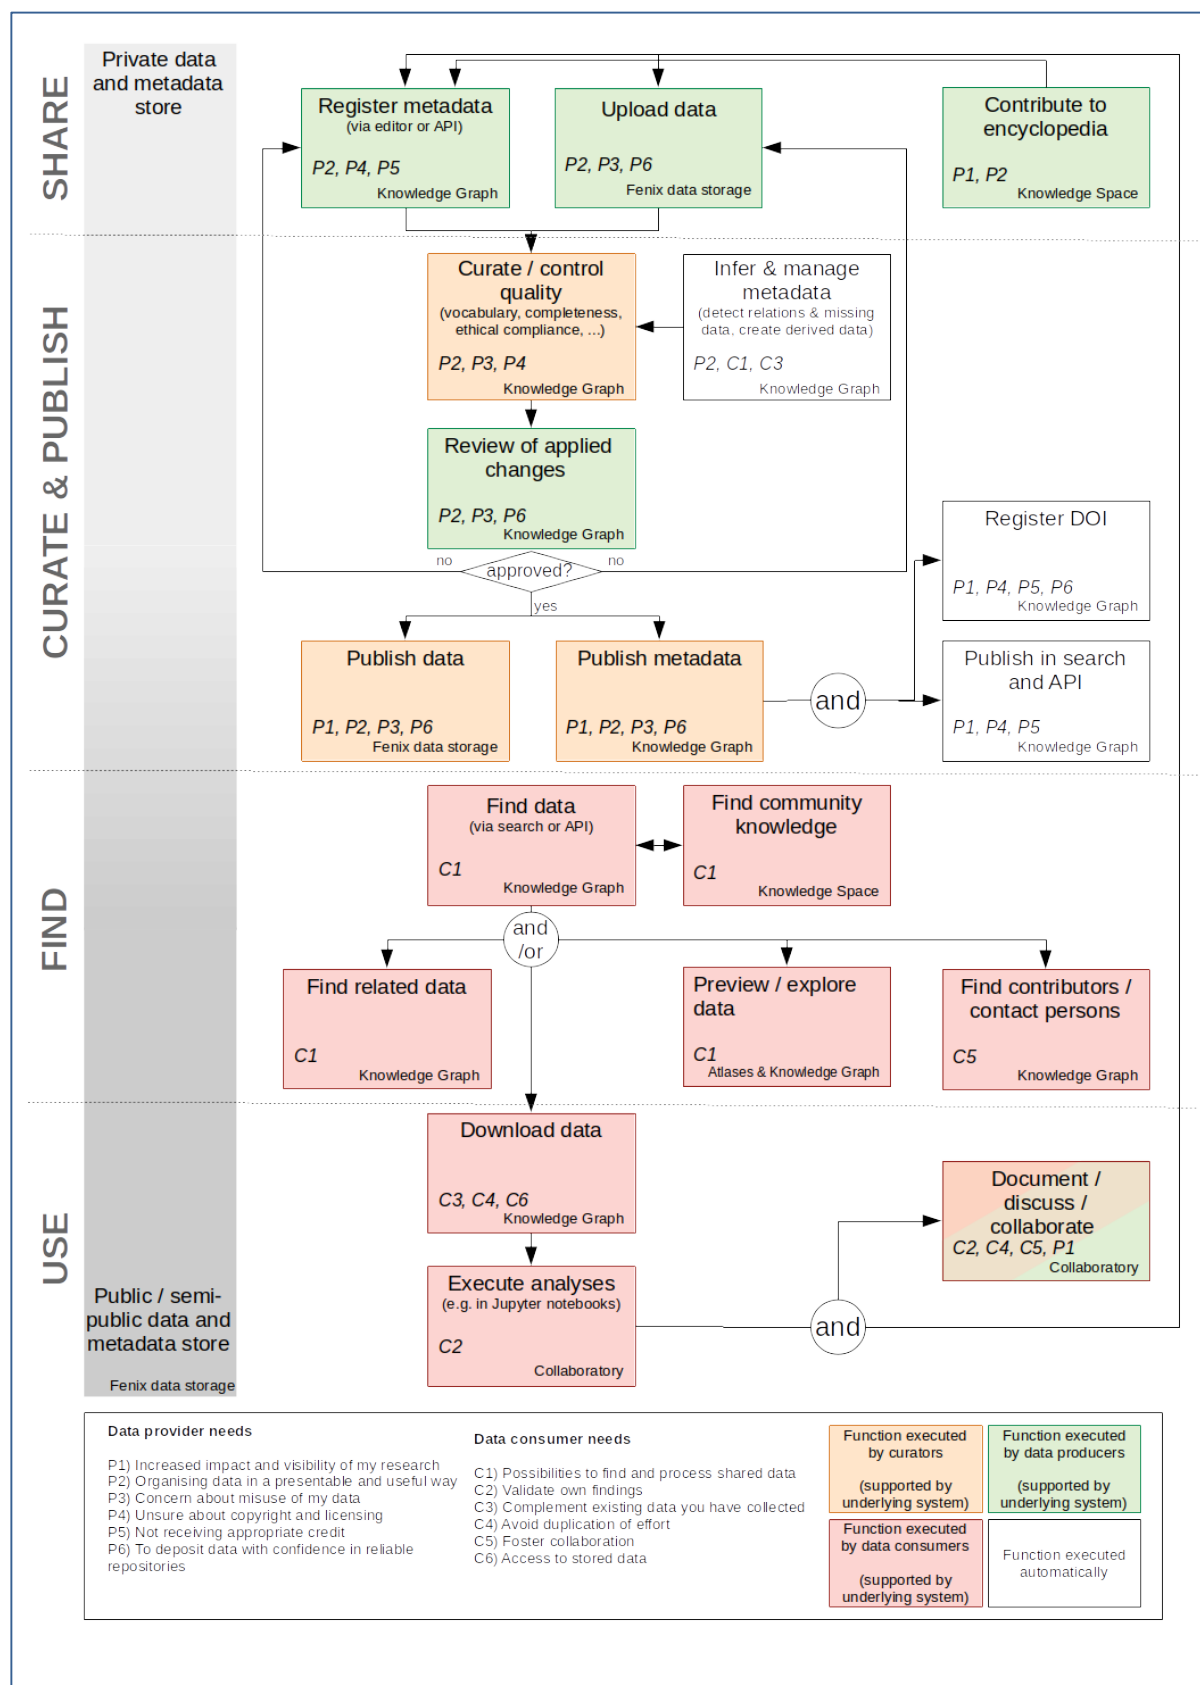 SHARE
Private data
and metadata
store
Register metadata
(via editor or API)
P2, P4, P5
Knowledge Graph
Upload data
P2, P3, P6
Fenix data storage
Contribute to
encyclopedia
P1, P2
Knowledge Space
CURATE & PUBLISH
Curate / control
quality
(vocabulary, completeness,
ethical compliance, ...)
P2, P3, P4
Knowledge Graph
Infer & manage
metadata
(detect relations & missing
data, create derived data)
P2, C1, C3
Knowledge Graph
Review of applied
changes
P2, P3, P6
Knowledge Graph
no
approved?
no
yes
Register DOI
P1, P4, P5, P6
Knowledge Graph
Publish data
P1, P2, P3, P6
Fenix data storage
Publish metadata
P1, P2, P3, P6
Knowledge Graph
and
Publish in search
and API
P1, P4, P5
Knowledge Graph
FIND
Find data
(via search or API)
C1
Knowledge Graph
Find community
knowledge
C1
Knowledge Space
and
/or
Find related data
C1
Knowledge Graph
Preview / explore
data
C1
Atlases & Knowledge Graph
Find contributors /
contact persons
C5
Knowledge Graph
USE
Download data
C3, C4, C6
Knowledge Graph
Document /
discuss /
collaborate
C2, C4, C5, P1
Collaboratory
Execute analyses
(e.g. in Jupyter notebooks)
C2
Collaboratory
and
Public / semi-
public data and
metadata store
Fenix data storage
Data provider needs
P1) Increased impact and visibility of my research
P2) Organising data in a presentable and useful way
P3) Concern about misuse of my data
P4) Unsure about copyright and licensing
P5) Not receiving appropriate credit
P6) To deposit data with confidence in reliable
repositories
Data consumer needs
C1) Possibilities to find and process shared data
C2) Validate own findings
C3) Complement existing data you have collected
C4) Avoid duplication of effort
C5) Foster collaboration
C6) Access to stored data
Function executed
by curators
(supported by
underlying system)
Function executed
by data producers
(supported by
underlying system)
Function executed
by data consumers
(supported by
underlying system)
Function executed
automatically